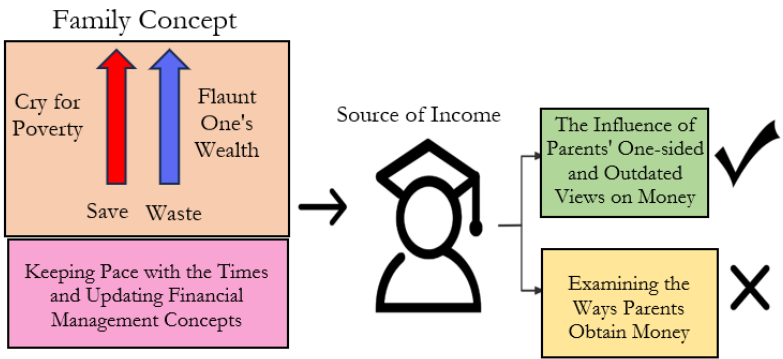 Family Concept
Cry for
Poverty
Flaunt
One's
Wealth
Save
Waste
Keeping Pace with the Times
and Updating Financial
Management Concepts
Source of Income
The Influence of
Parents' One-sided
and Outdated
Views on Money
Examining the
Ways Parents
Obtain Money